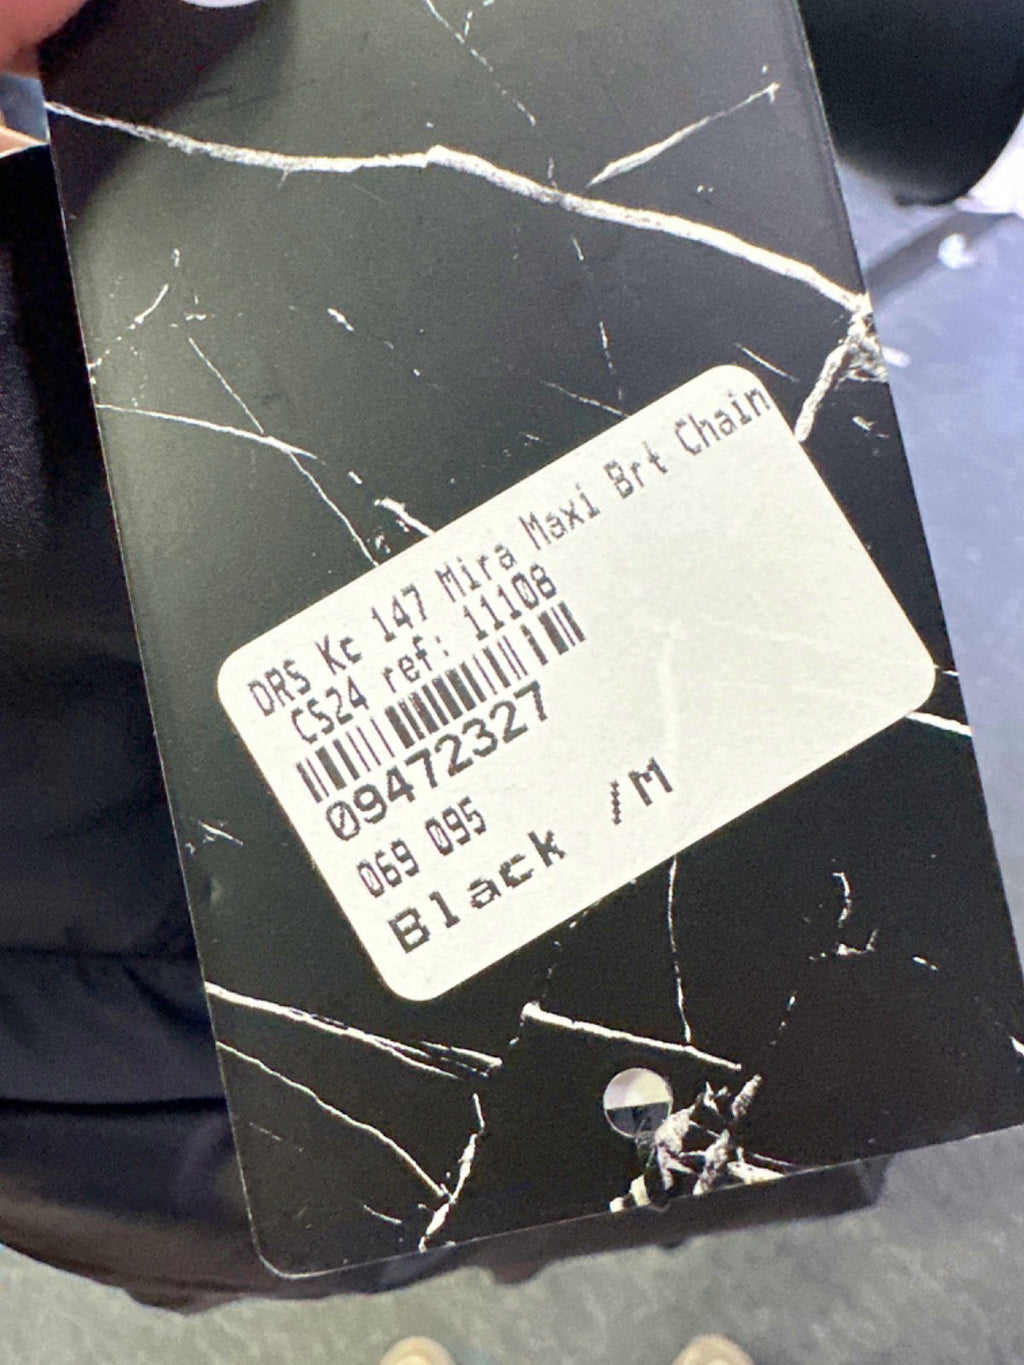 DRS Kc 147 Mira Maxi Brt Chain
CS24 ref: 11108
09472327
069 095
Black /M